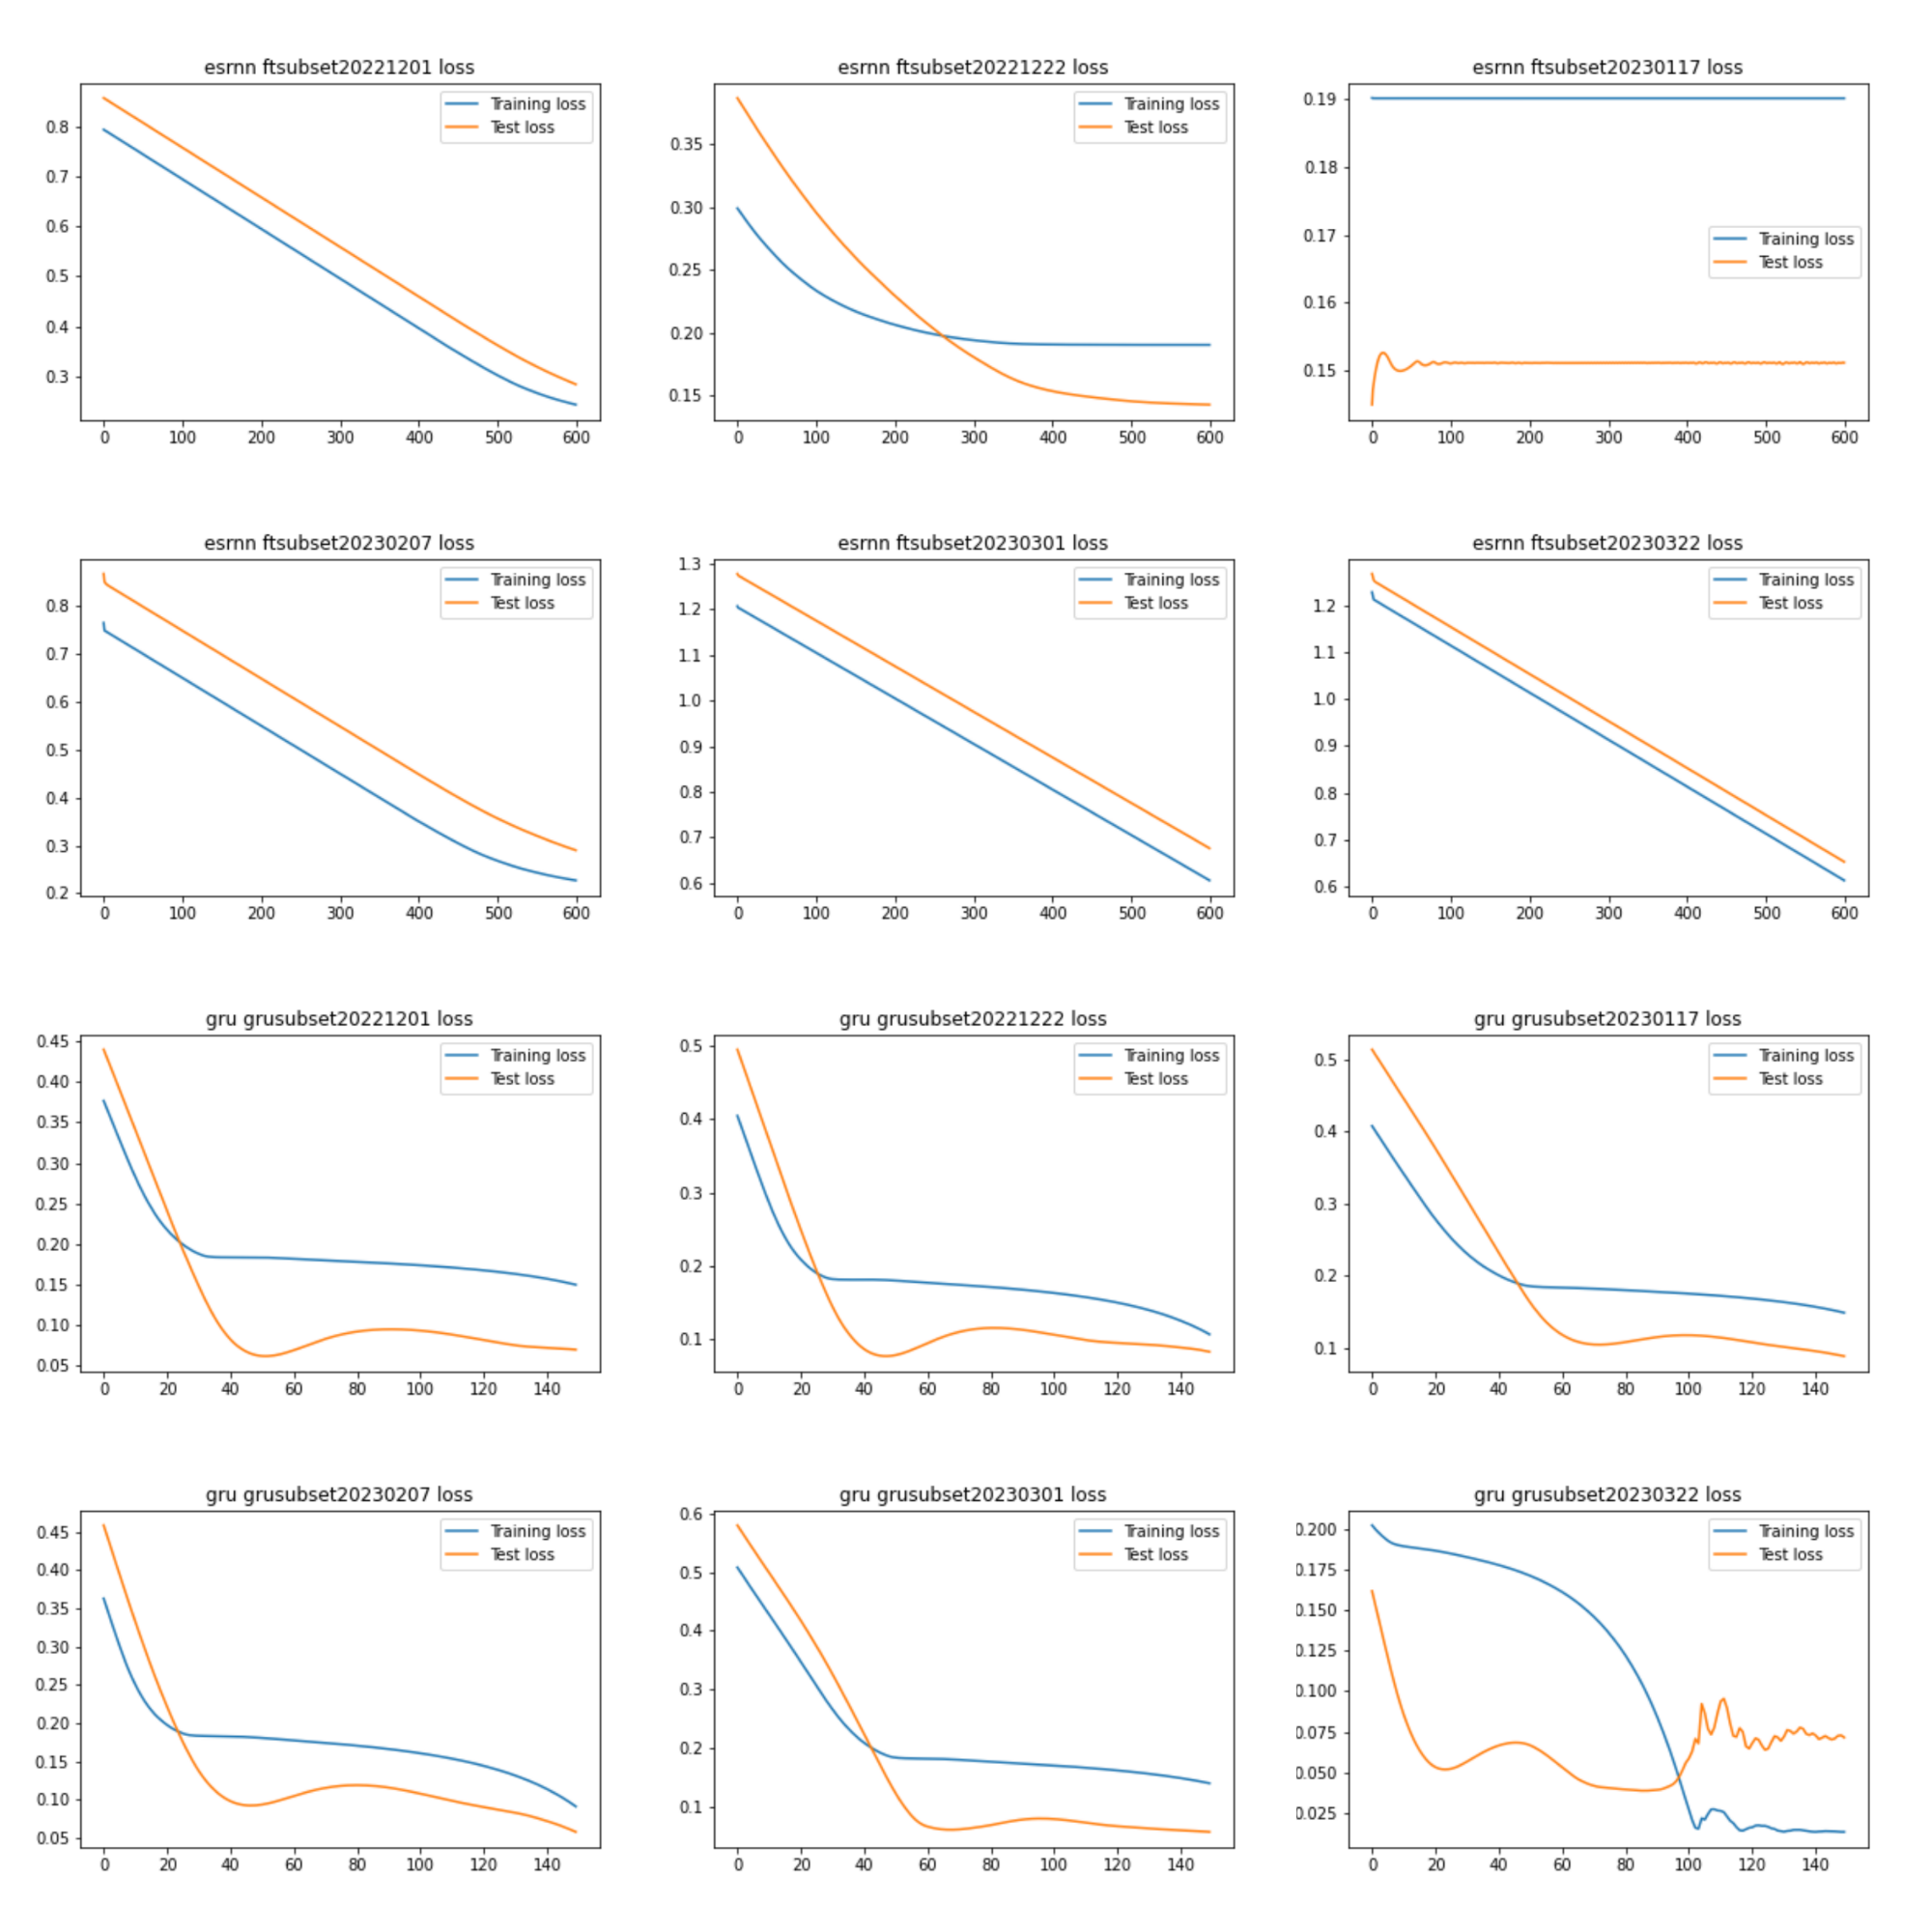 esrnn ftsubset20221201 loss
Training loss
Test loss
0.8
0.7
0.6
0.5
0.4
0.3
0 100 200 300 400 500 600
esrnn ftsubset20221222 loss
Training loss
Test loss
0.35
0.30
0.25
0.20
0.15
0 100 200 300 400 500 600
esrnn ftsubset20230117 loss
0.19
0.18
0.17
Training loss
Test loss
0.16
0.15
0 100 200 300 400 500 600
esrnn ftsubset20230207 loss
Training loss
Test loss
0.8
0.7
0.6
0.5
0.4
0.3
0.2
0 100 200 300 400 500 600
esrnn ftsubset20230301 loss
Training loss
Test loss
1.3
1.2
1.1
1.0
0.9
0.8
0.7
0.6
0 100 200 300 400 500 600
esrnn ftsubset20230322 loss
Training loss
Test loss
1.2
1.1
1.0
0.9
0.8
0.7
0.6
0 100 200 300 400 500 600
gru grusubset20221201 loss
Training loss
Test loss
0.45
0.40
0.35
0.30
0.25
0.20
0.15
0.10
0.05
0 20 40 60 80 100 120 140
gru grusubset20221222 loss
Training loss
Test loss
0.5
0.4
0.3
0.2
0.1
0 20 40 60 80 100 120 140
gru grusubset20230117 loss
Training loss
Test loss
0.5
0.4
0.3
0.2
0.1
0 20 40 60 80 100 120 140
gru grusubset20230207 loss
Training loss
Test loss
0.45
0.40
0.35
0.30
0.25
0.20
0.15
0.10
0.05
0 20 40 60 80 100 120 140
gru grusubset20230301 loss
Training loss
Test loss
0.6
0.5
0.4
0.3
0.2
0.1
0 20 40 60 80 100 120 140
gru grusubset20230322 loss
Training loss
Test loss
0.200
0.175
0.150
0.125
0.100
0.075
0.050
0.025
0 20 40 60 80 100 120 140